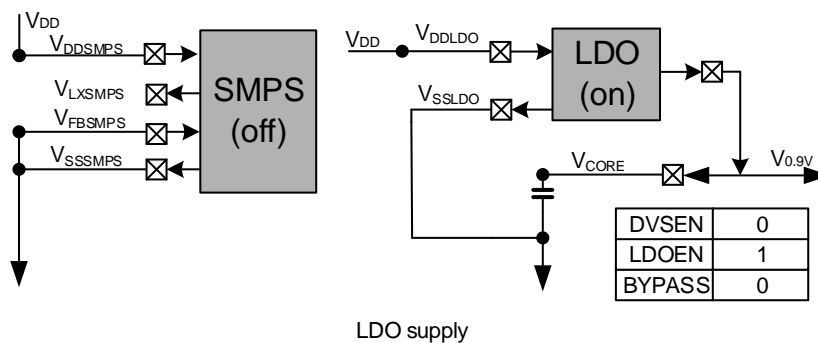 VDD
VDDSMPS
VLXSMPS
VFBSMPS
VSSSMPS
SMPS
(off)
VDD
VDDLDO
VSSLDO
LDO
(on)
VCORE
V0.9V
DVSEN 0
LDOEN 1
BYPASS 0
LDO supply